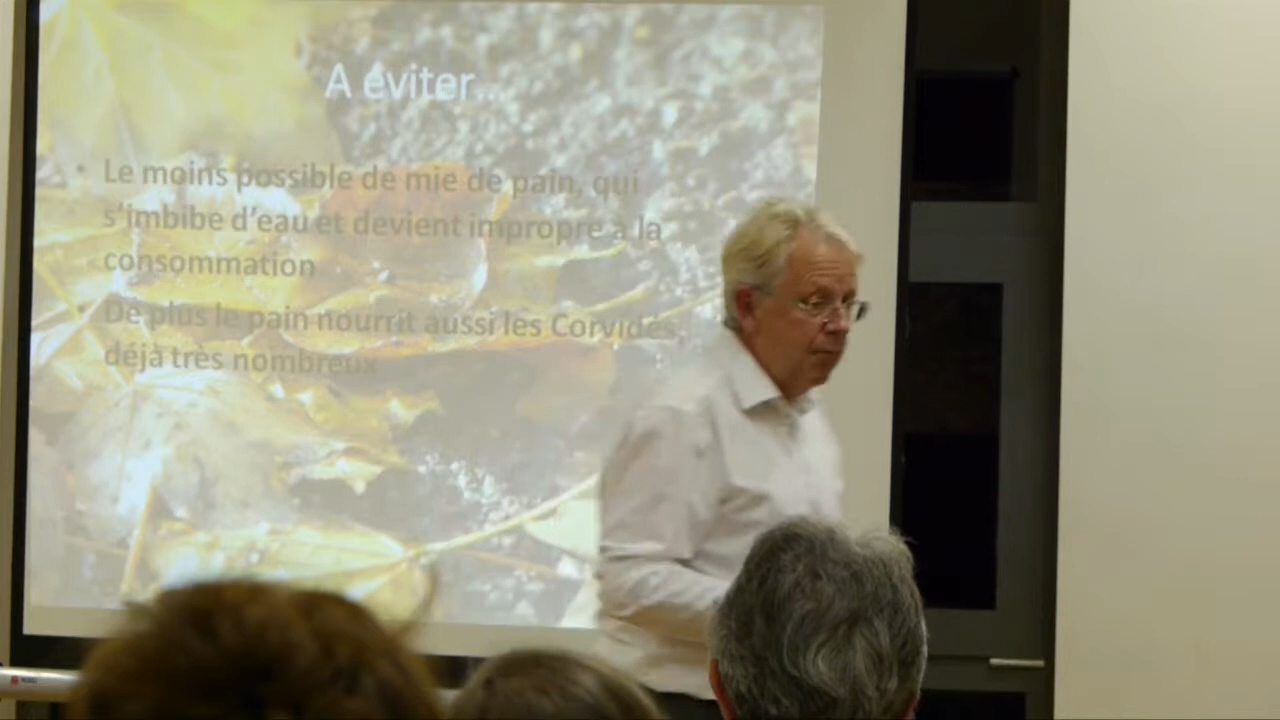 A éviter...
• Le moins possible de mie de pain, qui
s'imbibe d'eau et devient impropre à la
consommation
De plus le pain nourrit aussi les Corvidés,
déjà très nombreux